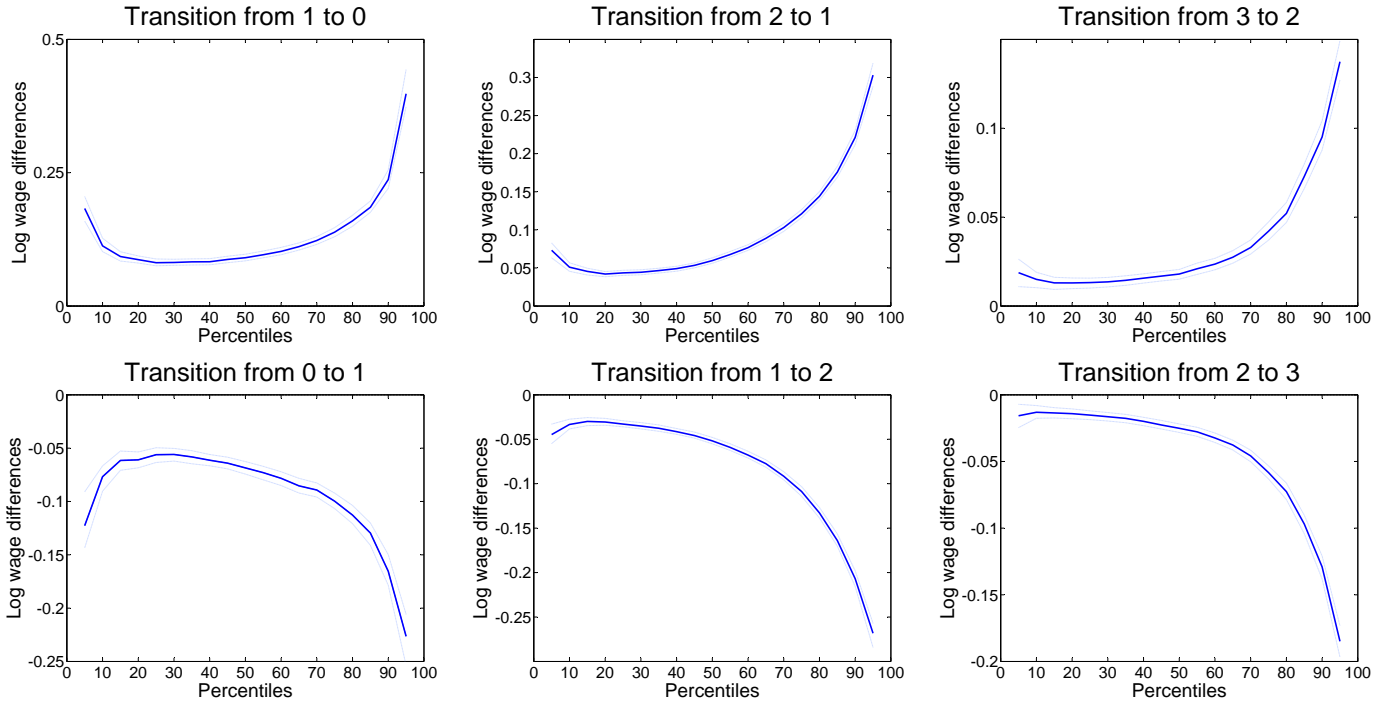 Transition from 1 to 0
0.5
0.25
0
Log wage differences
0 10 20 30 40 50 60 70 80 90 100
Percentiles
Transition from 2 to 1
0.3
0.25
0.2
0.15
0.1
0.05
0
Log wage differences
0 10 20 30 40 50 60 70 80 90 100
Percentiles
Transition from 3 to 2
0.1
0.05
0
Log wage differences
0 10 20 30 40 50 60 70 80 90 100
Percentiles
Transition from 0 to 1
0
-0.05
-0.1
-0.15
-0.2
-0.25
Log wage differences
0 10 20 30 40 50 60 70 80 90 100
Percentiles
Transition from 1 to 2
0
-0.05
-0.1
-0.15
-0.2
-0.25
Log wage differences
0 10 20 30 40 50 60 70 80 90 100
Percentiles
Transition from 2 to 3
0
-0.05
-0.1
-0.15
-0.2
Log wage differences
0 10 20 30 40 50 60 70 80 90 100
Percentiles